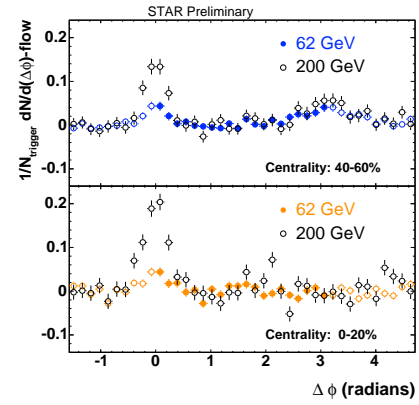 STAR Preliminary
1/N_trigger dN/d(Δϕ)-flow
62 GeV
200 GeV
0.2
0.1
0
-0.1
Centrality: 40-60%
62 GeV
200 GeV
0.2
0.1
0
-0.1
Centrality: 0-20%
-1 0 1 2 3 4
Δ ϕ (radians)